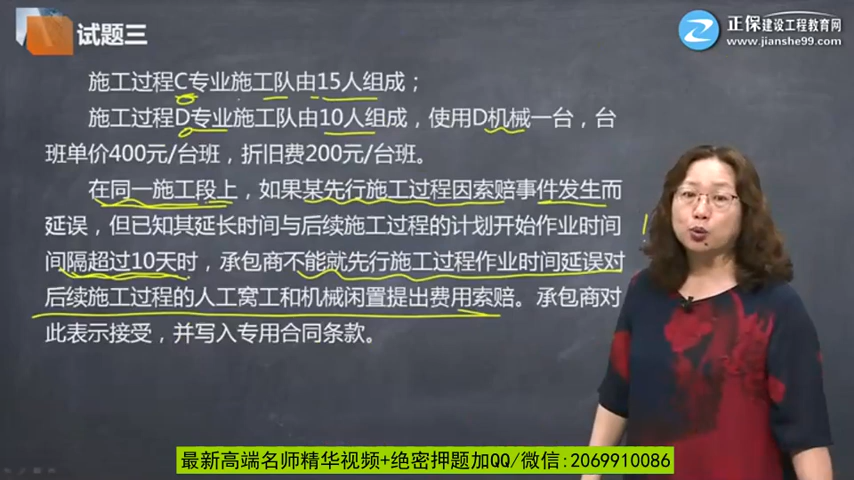 试题三
正保建设工程教育网
www.jianshe99.com
施工过程C专业施工队由15人组成；
施工过程D专业施工队由10人组成，使用D机械一台，台
班单价400元/台班，折旧费200元/台班。
在同一施工段上，如果某先行施工过程因索赔事件发生而
延误，但已知其延长时间与后续施工过程的计划开始作业时间
间隔超过10天时，承包商不能就先行施工过程作业时间延误对
后续施工过程的人工窝工和机械闲置提出费用索赔。承包商对
此表示接受，并写入专用合同条款。
最新高端名师精华视频+绝密押题加QQ/微信:2069910086